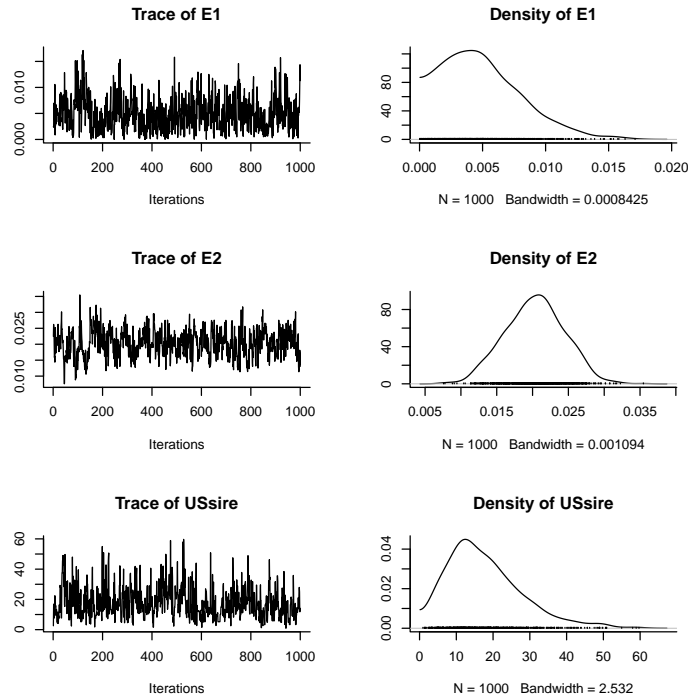 Trace of E1
0.000 0.010
0 200 400 600 800 1000
Iterations
Density of E1
0 40 80
0.000 0.005 0.010 0.015 0.020
N = 1000 Bandwidth = 0.0008425
Trace of E2
0.010 0.025
0 200 400 600 800 1000
Iterations
Density of E2
0 40 80
0.005 0.015 0.025 0.035
N = 1000 Bandwidth = 0.001094
Trace of USsire
0 20 40 60
0 200 400 600 800 1000
Iterations
Density of USsire
0.00 0.02 0.04
0 10 20 30 40 50 60
N = 1000 Bandwidth = 2.532